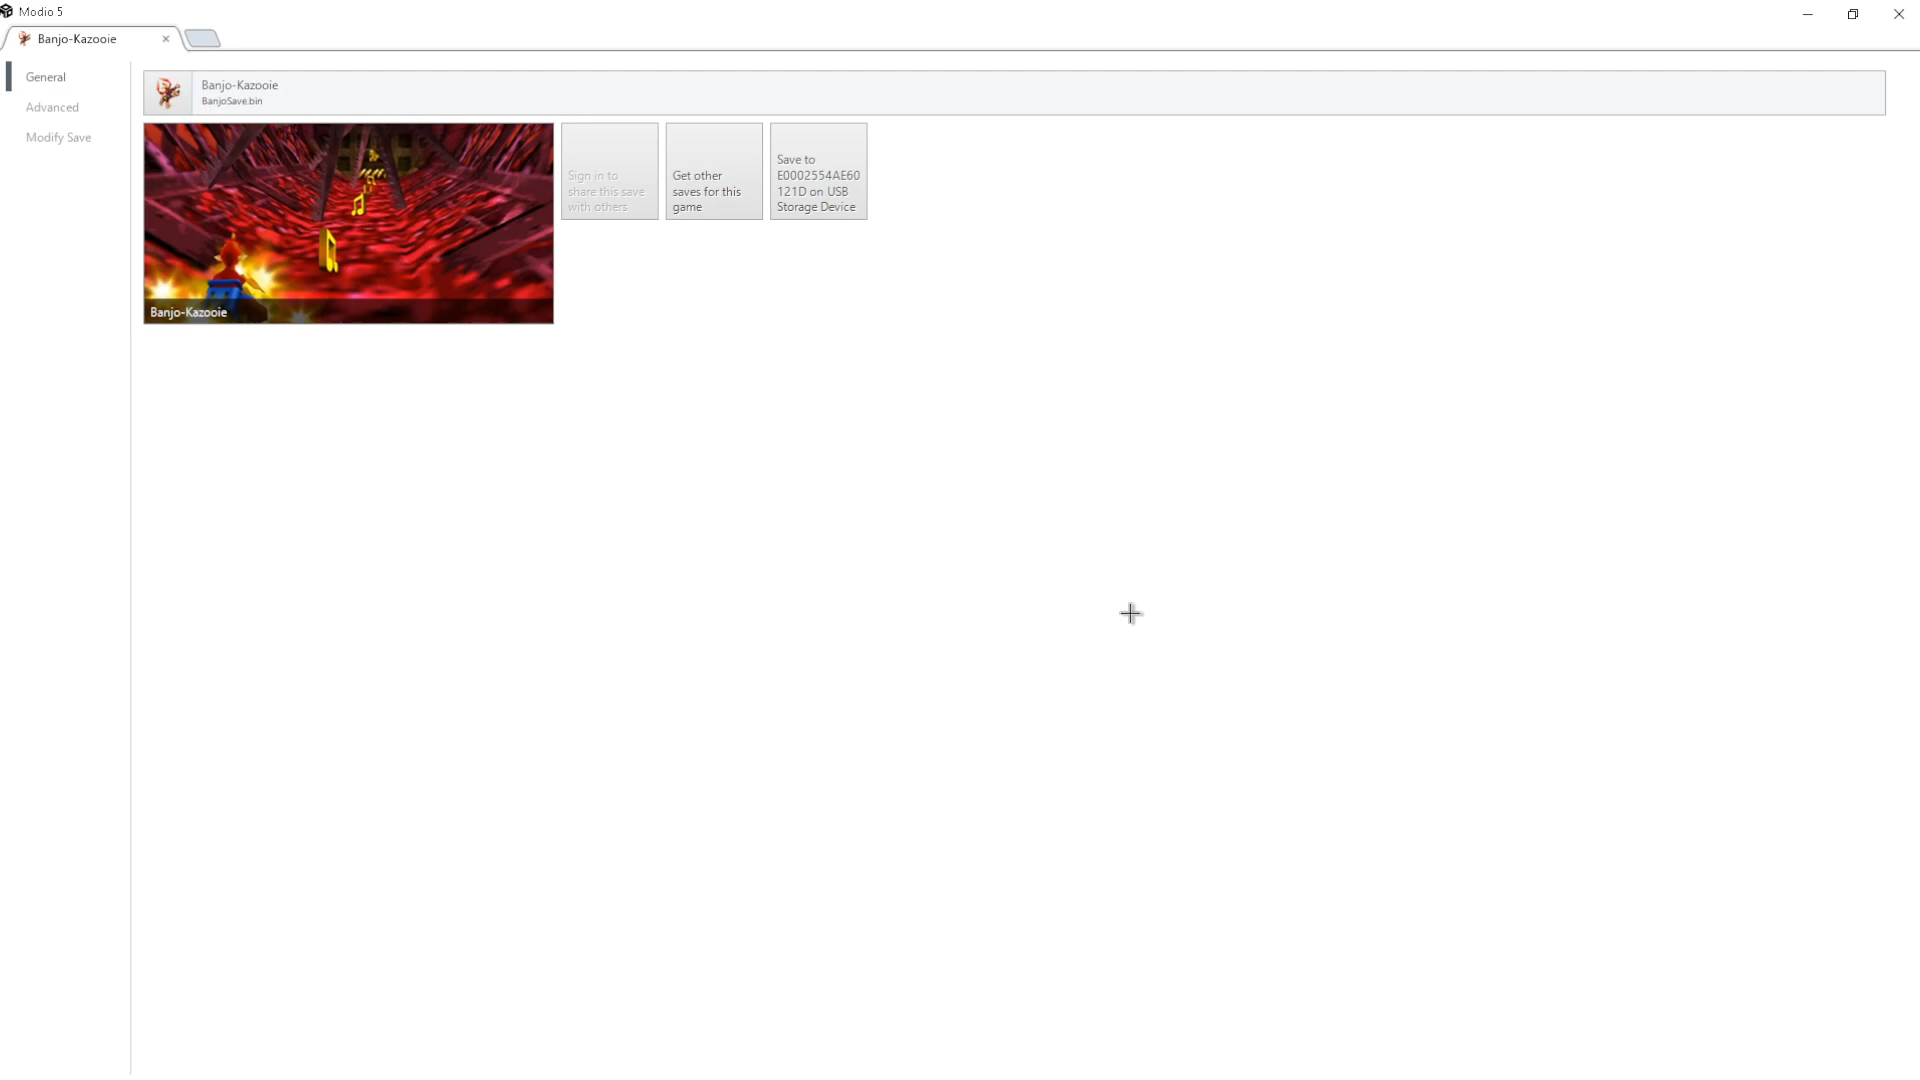 Modio 5
Banjo-Kazooie
General
Advanced
Modify Save
Banjo-Kazooie
BanjoSave.bin
Banjo-Kazooie
Sign in to
share this save
with others
Get other
saves for this
game
Save to
E0002554AE60
121D on USB
Storage Device